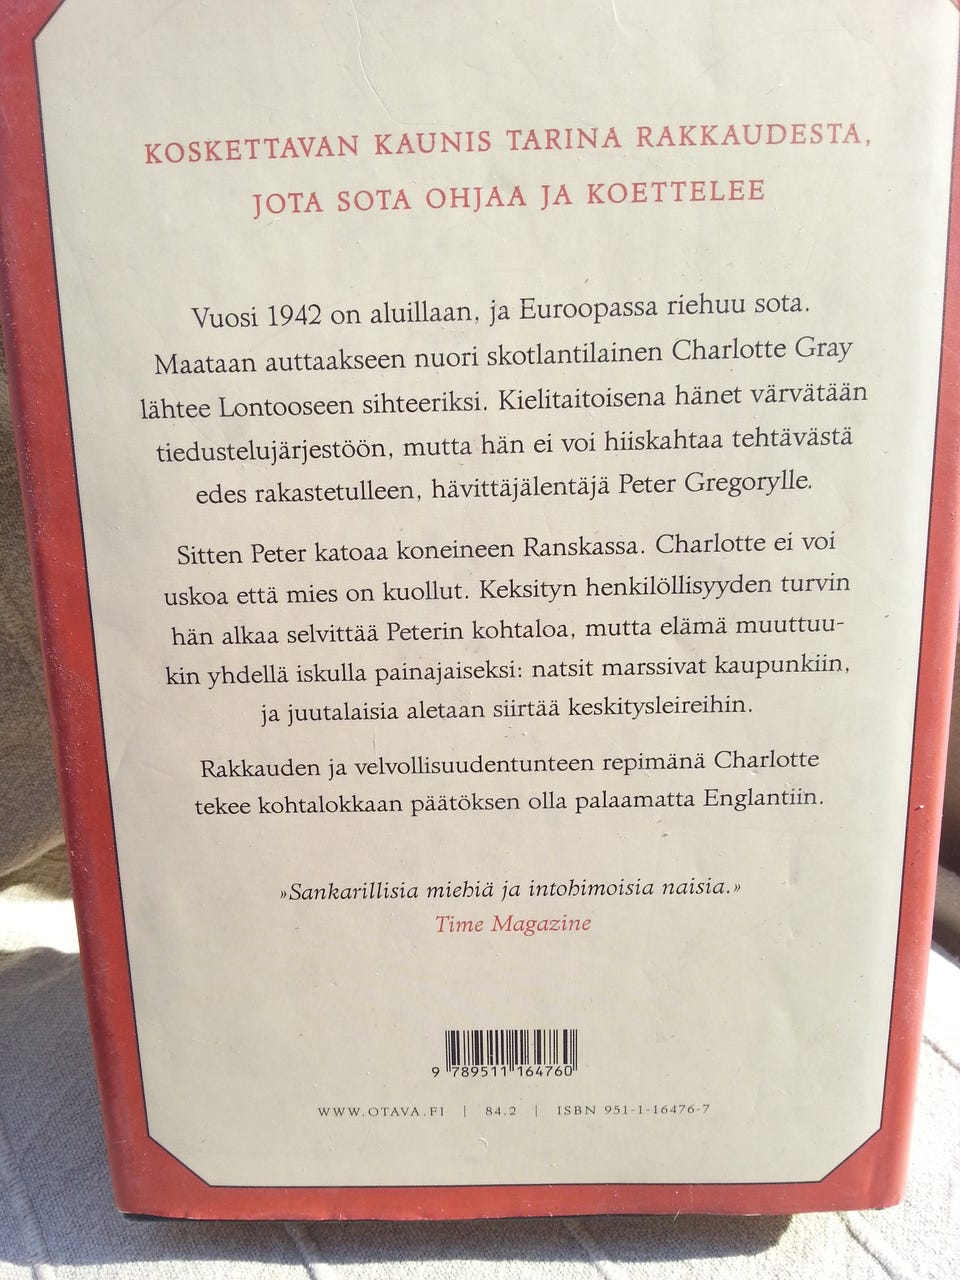 KOSKETTAVAN KAUNIS TARINA RAKKAUDESTA,
JOTA SOTA OHJAA JA KOETTELEE
Vuosi 1942 on aluillaan, ja Euroopassa riehuu sota.
Maataan auttaakseen nuori skotlantilainen Charlotte Gray
lähtee Lontooseen sihteeriksi. Kielitaitoisena hänet värvätään
tiedustelujärjestöön, mutta hän ei voi hiiskahtaa tehtävästä
edes rakastetulleen, hävittäjälentäjä Peter Gregorylle.
Sitten Peter katoaa koneineen Ranskassa. Charlotte ei voi
uskoa että mies on kuollut. Keksityn henkilöllisyyden turvin
hän alkaa selvittää Peterin kohtaloa, mutta elämä muuttuu-
kin yhdellä iskulla painajaiseksi: natsit marssivat kaupunkiin,
ja juutalaisia aletaan siirtää keskitysleireihin.
Rakkauden ja velvollisuudentunteen repimänä Charlotte
tekee kohtalokkaan päätöksen olla palaamatta Englantiin.
»Sankarillisia miehiä ja intohimoisia naisia.»
Time Magazine
9 789511 164760
WWW.OTAVA.FI | 84.2 | ISBN 951-1-16476-7